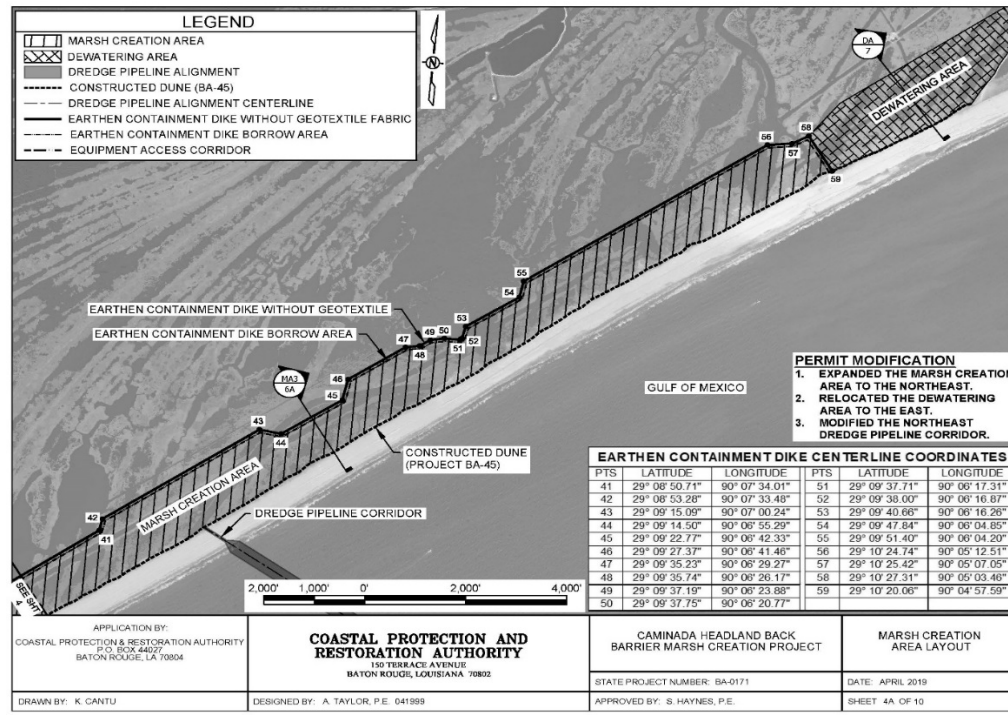 LEGEND
MARSH CREATION AREA
DEWATERING AREA
DREDGE PIPELINE ALIGNMENT
CONSTRUCTED DUNE (BA-45)
DREDGE PIPELINE ALIGNMENT CENTERLINE
EARTHEN CONTAINMENT DIKE WITHOUT GEOTEXTILE FABRIC
EARTHEN CONTAINMENT DIKE BORROW AREA
EQUIPMENT ACCESS CORRIDOR
N
DA
7
DEWATERING AREA
56
57
58
59
55
54
53
52
51
50
49
48
47
46
45
44
43
42
41
EARTHEN CONTAINMENT DIKE WITHOUT GEOTEXTILE
EARTHEN CONTAINMENT DIKE BORROW AREA
MA3
6A
GULF OF MEXICO
MARSH CREATION AREA
CONSTRUCTED DUNE
(PROJECT BA-45)
DREDGE PIPELINE CORRIDOR
SEE SHT
4
2,000' 1,000' 0' 2,000' 4,000'
PERMIT MODIFICATION
1. EXPANDED THE MARSH CREATION
AREA TO THE NORTHEAST.
2. RELOCATED THE DEWATERING
AREA TO THE EAST.
3. MODIFIED THE NORTHEAST
DREDGE PIPELINE CORRIDOR.
EARTHEN CONTAINMENT DIKE CENTERLINE COORDINATES
PTS LATITUDE LONGITUDE PTS LATITUDE LONGITUDE
41 29° 08' 50.71" 90° 07' 34.01" 51 29° 09' 37.71" 90° 06' 17.31"
42 29° 08' 53.28" 90° 07' 33.48" 52 29° 09' 38.00" 90° 06' 16.87"
43 29° 09' 15.09" 90° 07' 00.24" 53 29° 09' 40.66" 90° 06' 16.26"
44 29° 09' 14.50" 90° 06' 55.29" 54 29° 09' 47.84" 90° 06' 04.85"
45 29° 09' 22.77" 90° 06' 42.33" 55 29° 09' 51.40" 90° 06' 04.20"
46 29° 09' 27.37" 90° 06' 41.46" 56 29° 10' 24.74" 90° 05' 12.51"
47 29° 09' 35.23" 90° 06' 29.27" 57 29° 10' 25.42" 90° 05' 07.05"
48 29° 09' 35.74" 90° 06' 26.17" 58 29° 10' 27.31" 90° 05' 03.46"
49 29° 09' 37.19" 90° 06' 23.88" 59 29° 10' 20.06" 90° 04' 57.59"
50 29° 09' 37.75" 90° 06' 20.77"
APPLICATION BY:
COASTAL PROTECTION & RESTORATION AUTHORITY
P.O. BOX 44027
BATON ROUGE, LA 70804
COASTAL PROTECTION AND
RESTORATION AUTHORITY
150 TERRACE AVENUE
BATON ROUGE, LOUISIANA 70802
CAMINADA HEADLAND BACK
BARRIER MARSH CREATION PROJECT
MARSH CREATION
AREA LAYOUT
STATE PROJECT NUMBER: BA-0171
DATE: APRIL 2019
DRAWN BY: K. CANTU
DESIGNED BY: A. TAYLOR, P.E. 041999
APPROVED BY: S. HAYNES, P.E.
SHEET 4A OF 10